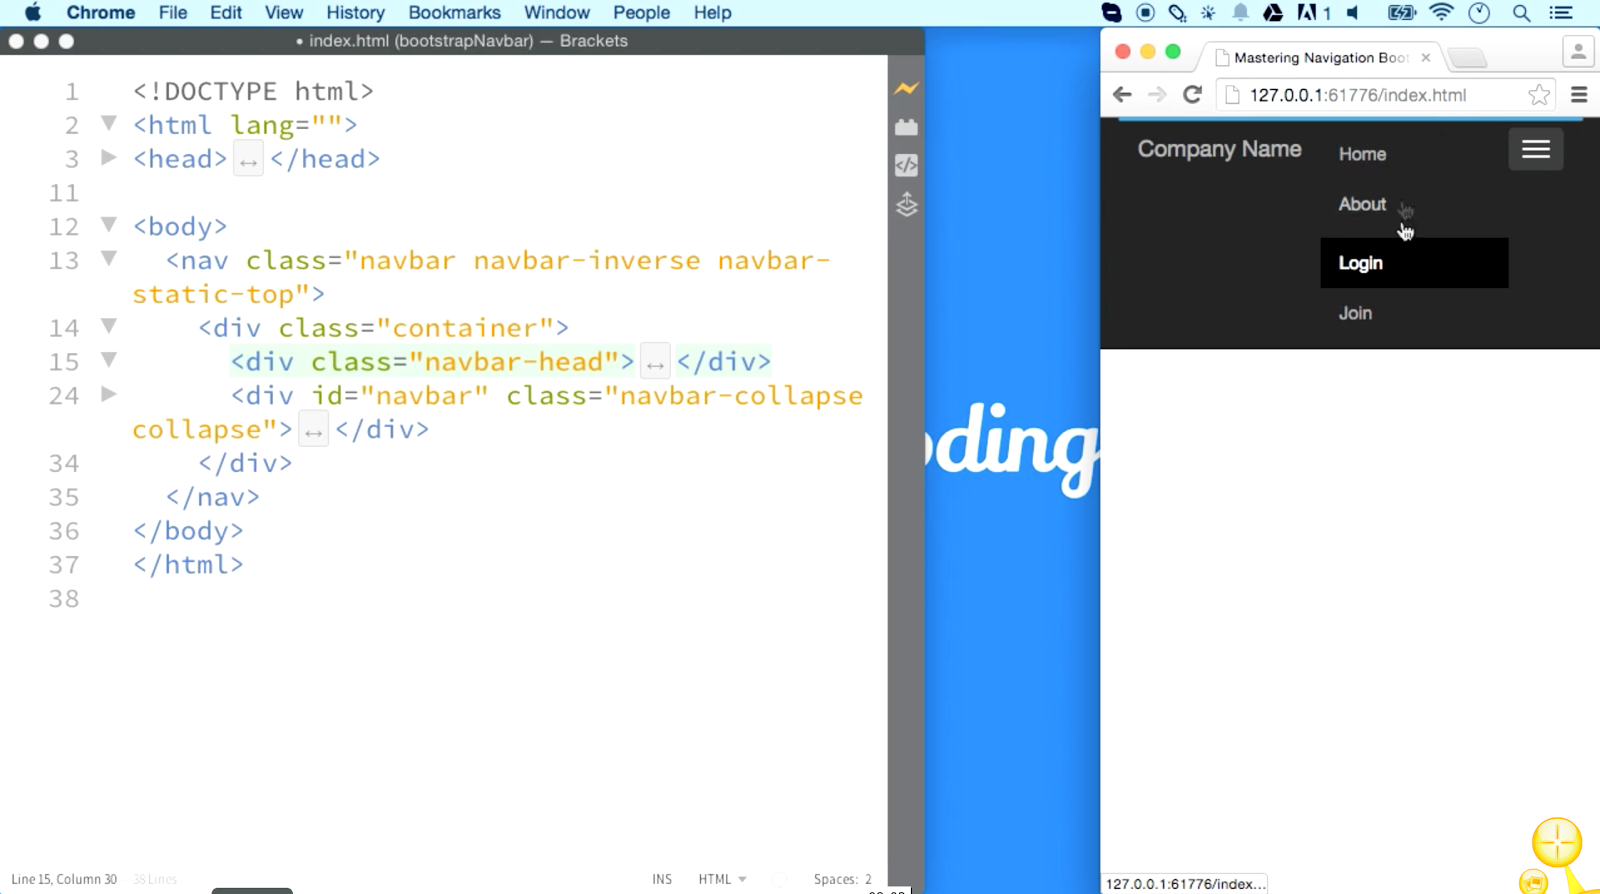 Chrome File Edit View History Bookmarks Window People Help 1
• index.html (bootstrapNavbar) — Brackets
1 <!DOCTYPE html>
2 <html lang="">
3 <head> ↔ </head>
11
12 <body>
13 <nav class="navbar navbar-inverse navbar-
static-top">
14 <div class="container">
15 <div class="navbar-head"> ↔ </div>
24 <div id="navbar" class="navbar-collapse
collapse"> ↔ </div>
34 </div>
35 </nav>
36 </body>
37 </html>
38
Line 15, Column 30 38 Lines INS HTML Spaces: 2
oding
Mastering Navigation Boot
127.0.0.1:61776/index.html
Company Name
Home
About
Login
Join
127.0.0.1:61776/index...